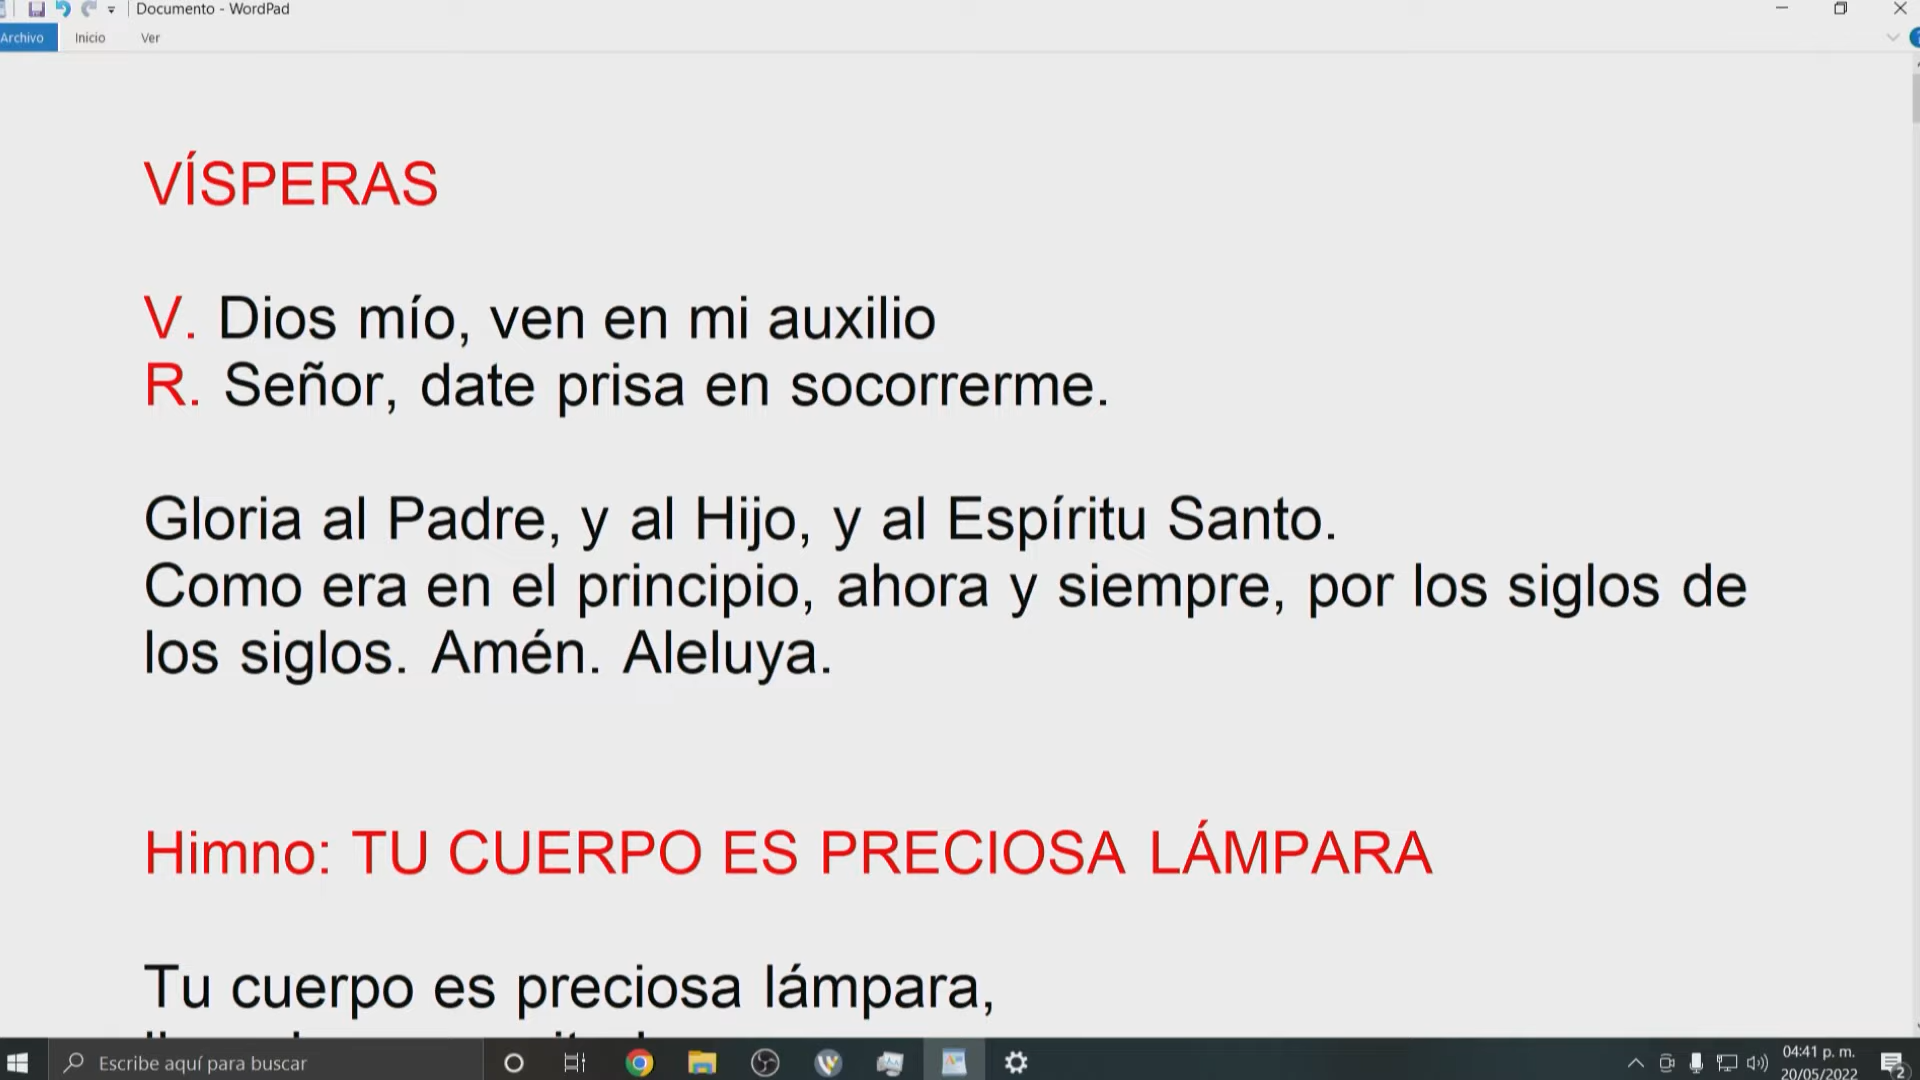 Documento - WordPad
Archivo Inicio Ver
VÍSPERAS
V. Dios mío, ven en mi auxilio
R. Señor, date prisa en socorrerme.
Gloria al Padre, y al Hijo, y al Espíritu Santo.
Como era en el principio, ahora y siempre, por los siglos de
los siglos. Amén. Aleluya.
Himno: TU CUERPO ES PRECIOSA LÁMPARA
Tu cuerpo es preciosa lámpara,
Escribe aquí para buscar
04:41 p. m.
20/05/2022
2